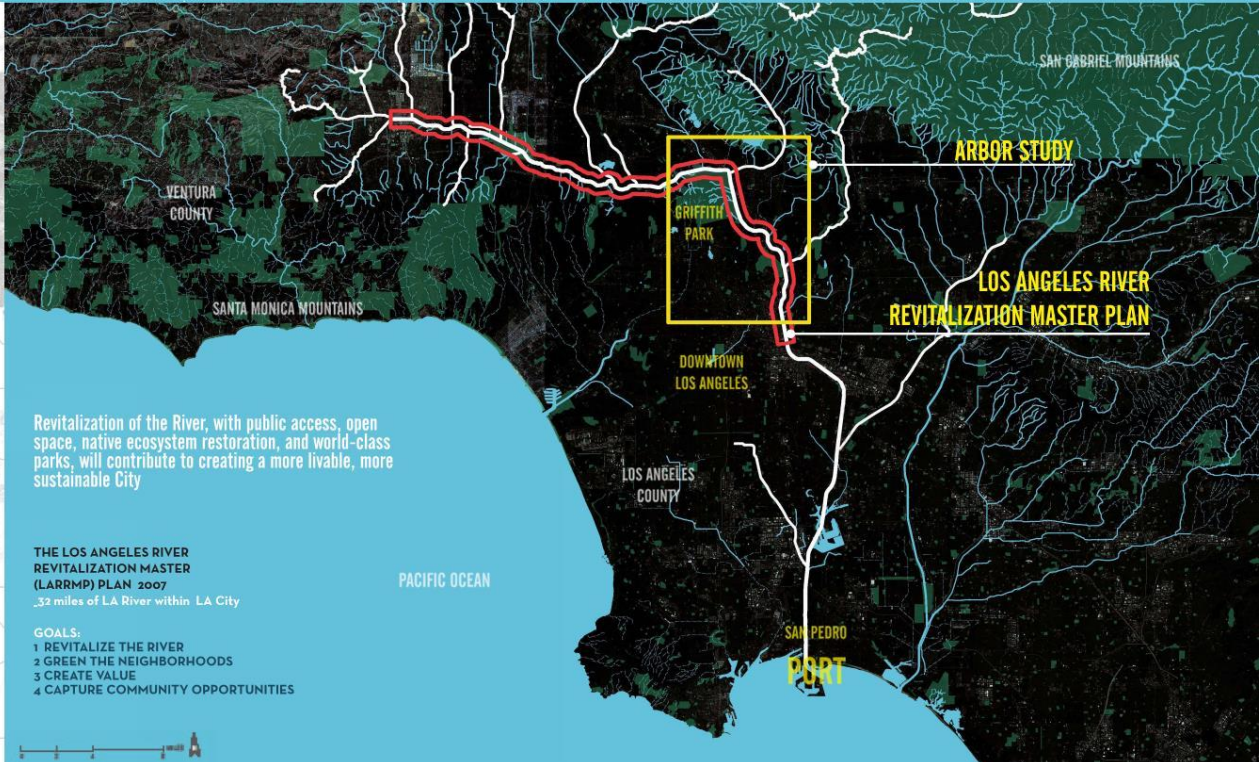 SAN GABRIEL MOUNTAINS
ARBOR STUDY
VENTURA
COUNTY
GRIFFITH
PARK
LOS ANGELES RIVER
REVITALIZATION MASTER PLAN
SANTA MONICA MOUNTAINS
DOWNTOWN
LOS ANGELES
Revitalization of the River, with public access, open
space, native ecosystem restoration, and world-class
parks, will contribute to creating a more livable, more
sustainable City
LOS ANGELES
COUNTY
THE LOS ANGELES RIVER
REVITALIZATION MASTER
(LARRMP) PLAN 2007
_32 miles of LA River within LA City
PACIFIC OCEAN
GOALS:
1 REVITALIZE THE RIVER
2 GREEN THE NEIGHBORHOODS
3 CREATE VALUE
4 CAPTURE COMMUNITY OPPORTUNITIES
SAN PEDRO
PORT